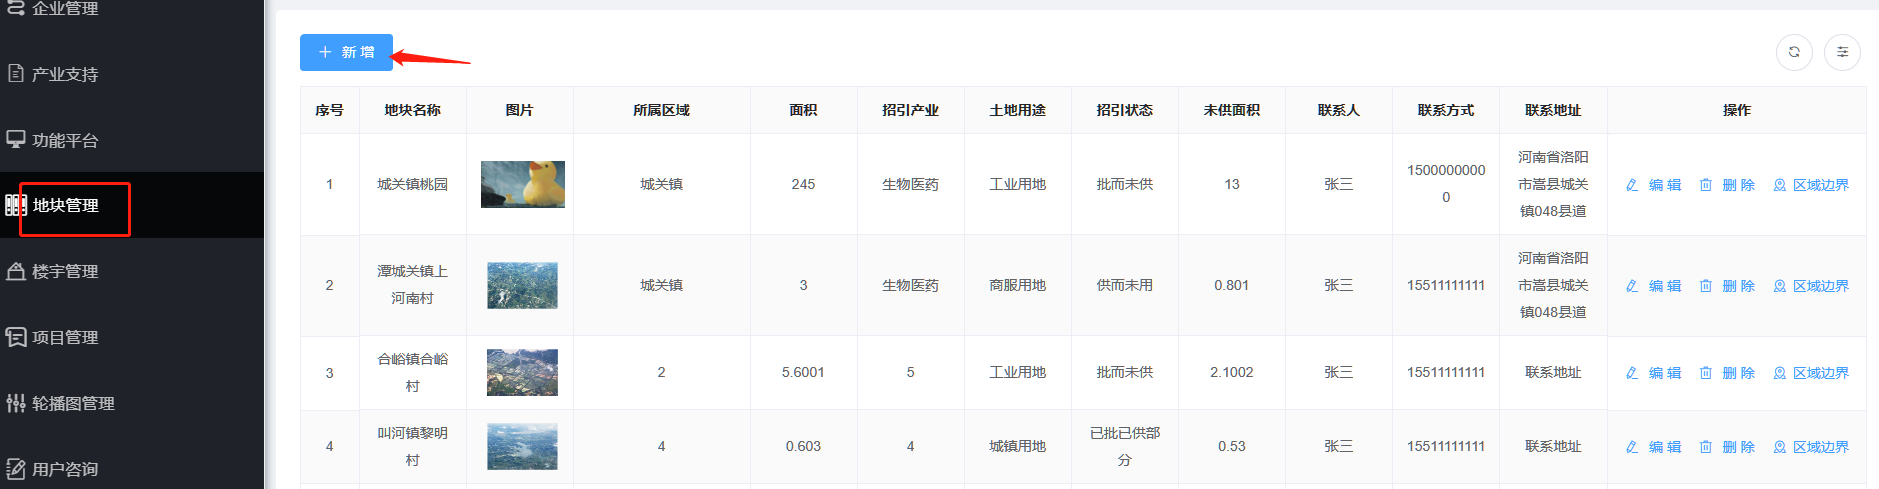 企业管理
产业支持
功能平台
地块管理
楼宇管理
项目管理
轮播图管理
用户咨询
新增
序号 地块名称 图片 所属区域 面积 招引产业 土地用途 招引状态 未供面积 联系人 联系方式 联系地址 操作
1 城关镇桃园 城关镇 245 生物医药 工业用地 批而未供 13 张三 1500000000
0 河南省洛阳
市嵩县城关
镇048县道 编辑 删除 区域边界
2 潭城关镇上
河南村 城关镇 3 生物医药 商服用地 供而未用 0.801 张三 15511111111 河南省洛阳
市嵩县城关
镇048县道 编辑 删除 区域边界
3 合峪镇合峪
村 2 5.6001 5 工业用地 批而未供 2.1002 张三 15511111111 联系地址 编辑 删除 区域边界
4 叫河镇黎明
村 4 0.603 4 城镇用地 已批已供部
分 0.53 张三 15511111111 联系地址 编辑 删除 区域边界